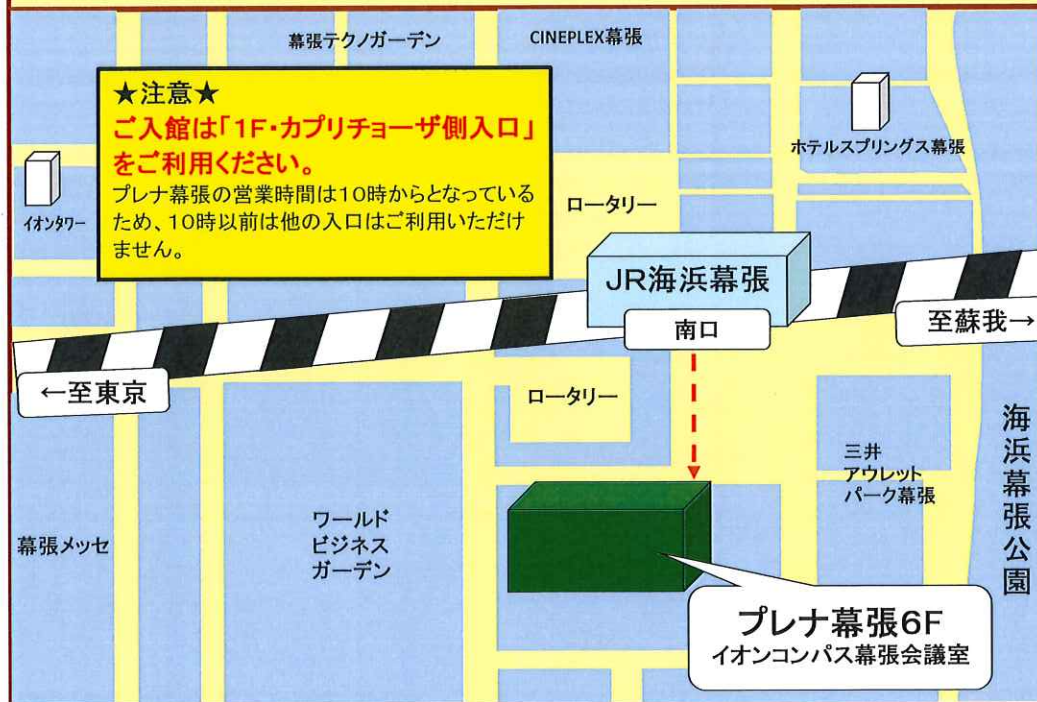 幕張テクノガーデン
CINEPLEX幕張
★注意★
ご入館は「1F・カプリチョーザ側入口」
をご利用ください。
プレナ幕張の営業時間は10時からとなっている
ため、10時以前は他の入口はご利用いただけ
ません。
ホテルスプリングス幕張
イオンタワー
ロータリー
JR海浜幕張
南口
至蘇我→
←至東京
ロータリー
三井
アウトレット
パーク幕張
海浜幕張公園
幕張メッセ
ワールド
ビジネス
ガーデン
プレナ幕張6F
イオンコンパス幕張会議室